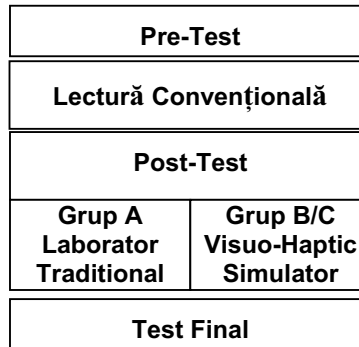 Pre-Test
Lectură Convențională
Post-Test
Grup A
Laborator
Traditional
Grup B/C
Visuo-Haptic
Simulator
Test Final